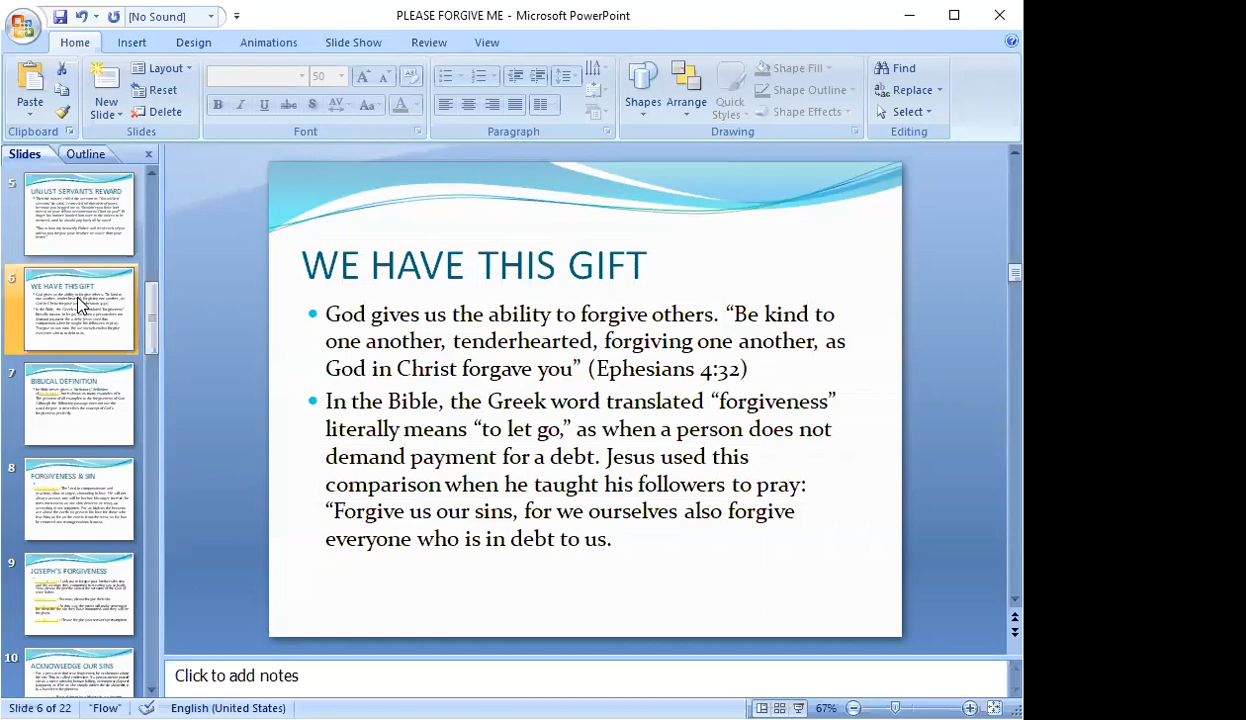 [No Sound]
PLEASE FORGIVE ME - Microsoft PowerPoint
Home
Insert
Design
Animations
Slide Show
Review
View
Paste
Clipboard
New
Slide
Layout
Reset
Delete
Slides
50
Font
Paragraph
Shapes
Arrange
Quick
Styles
Shape Fill
Shape Outline
Shape Effects
Drawing
Find
Replace
Select
Editing
Slides
Outline
5
UNJUST SERVANT'S REWARD
6
WE HAVE THIS GIFT
7
BIBLICAL DEFINITION
8
FORGIVENESS & SIN
9
JOSEPH'S FORGIVENESS
10
ACKNOWLEDGE OUR SINS
WE HAVE THIS GIFT
God gives us the ability to forgive others. “Be kind to
one another, tenderhearted, forgiving one another, as
God in Christ forgave you” (Ephesians 4:32)
In the Bible, the Greek word translated “forgiveness”
literally means “to let go,” as when a person does not
demand payment for a debt. Jesus used this
comparison when he taught his followers to pray:
“Forgive us our sins, for we ourselves also forgive
everyone who is in debt to us.
Click to add notes
Slide 6 of 22
"Flow"
English (United States)
67%